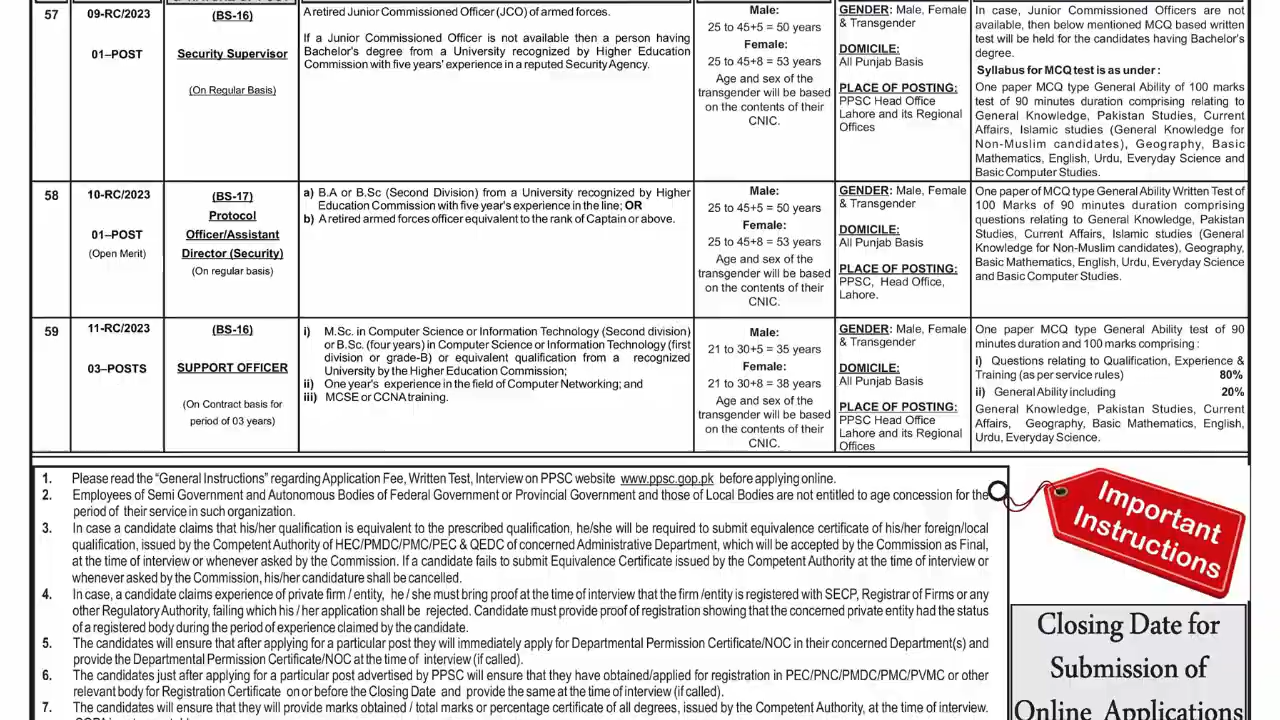 57
09-RC/2023
01–POST
(BS-16)
Security Supervisor
(On Regular Basis)
A retired Junior Commissioned Officer (JCO) of armed forces.
If a Junior Commissioned Officer is not available then a person having
Bachelor's degree from a University recognized by Higher Education
Commission with five years' experience in a reputed Security Agency.
Male:
25 to 45+5 = 50 years
Female:
25 to 45+8 = 53 years
Age and sex of the
transgender will be based
on the contents of their
CNIC.
GENDER: Male, Female
& Transgender
DOMICILE:
All Punjab Basis
PLACE OF POSTING:
PPSC Head Office
Lahore and its Regional
Offices
In case, Junior Commissioned Officers are not
available, then below mentioned MCQ based written
test will be held for the candidates having Bachelor's
degree.
Syllabus for MCQ test is as under :
One paper MCQ type General Ability of 100 marks
test of 90 minutes duration comprising relating to
General Knowledge, Pakistan Studies, Current
Affairs, Islamic studies (General Knowledge for
Non-Muslim candidates), Geography, Basic
Mathematics, English, Urdu, Everyday Science and
Basic Computer Studies.
58
10-RC/2023
01–POST
(Open Merit)
(BS-17)
Protocol
Officer/Assistant
Director (Security)
(On regular basis)
a) B.A or B.Sc (Second Division) from a University recognized by Higher
Education Commission with five year's experience in the line; OR
b) A retired armed forces officer equivalent to the rank of Captain or above.
Male:
25 to 45+5 = 50 years
Female:
25 to 45+8 = 53 years
Age and sex of the
transgender will be based
on the contents of their
CNIC.
GENDER: Male, Female
& Transgender
DOMICILE:
All Punjab Basis
PLACE OF POSTING:
PPSC, Head Office,
Lahore.
One paper of MCQ type General Ability Written Test of
100 Marks of 90 minutes duration comprising
questions relating to General Knowledge, Pakistan
Studies, Current Affairs, Islamic studies (General
Knowledge for Non-Muslim candidates), Geography,
Basic Mathematics, English, Urdu, Everyday Science
and Basic Computer Studies.
59
11-RC/2023
03-POSTS
(BS-16)
SUPPORT OFFICER
(On Contract basis for
period of 03 years)
i) M.Sc. in Computer Science or Information Technology (Second division)
or B.Sc. (four years) in Computer Science or Information Technology (first
division or grade-B) or equivalent qualification from a recognized
University by the Higher Education Commission;
ii) One year's experience in the field of Computer Networking; and
iii) MCSE or CCNA training.
Male:
21 to 30+5 = 35 years
Female:
21 to 30+8 = 38 years
Age and sex of the
transgender will be based
on the contents of their
CNIC.
GENDER: Male, Female
& Transgender
DOMICILE:
All Punjab Basis
PLACE OF POSTING:
PPSC Head Office
Lahore and its Regional
Offices
One paper MCQ type General Ability test of 90
minutes duration and 100 marks comprising :
i) Questions relating to Qualification, Experience &
Training (as per service rules) 80%
ii) General Ability including 20%
General Knowledge, Pakistan Studies, Current
Affairs, Geography, Basic Mathematics, English,
Urdu, Everyday Science.
1. Please read the "General Instructions" regarding Application Fee, Written Test, Interview on PPSC website www.ppsc.gop.pk before applying online.
2. Employees of Semi Government and Autonomous Bodies of Federal Government or Provincial Government and those of Local Bodies are not entitled to age concession for the
period of their service in such organization.
3. In case a candidate claims that his/her qualification is equivalent to the prescribed qualification, he/she will be required to submit equivalence certificate of his/her foreign/local
qualification, issued by the Competent Authority of HEC/PMDC/PMC/PEC & QEDC of concerned Administrative Department, which will be accepted by the Commission as Final,
at the time of interview or whenever asked by the Commission. If a candidate fails to submit Equivalence Certificate issued by the Competent Authority at the time of interview or
whenever asked by the Commission, his/her candidature shall be cancelled.
4. In case, a candidate claims experience of private firm / entity, he / she must bring proof at the time of interview that the firm /entity is registered with SECP, Registrar of Firms or any
other Regulatory Authority, failing which his / her application shall be rejected. Candidate must provide proof of registration showing that the concerned private entity had the status
of a registered body during the period of experience claimed by the candidate.
5. The candidates will ensure that after applying for a particular post they will immediately apply for Departmental Permission Certificate/NOC in their concerned Department(s) and
provide the Departmental Permission Certificate/NOC at the time of interview (if called).
6. The candidates just after applying for a particular post advertised by PPSC will ensure that they have obtained/applied for registration in PEC/PNC/PMDC/PMC/PVMC or other
relevant body for Registration Certificate on or before the Closing Date and provide the same at the time of interview (if called).
7. The candidates will ensure that they will provide marks obtained / total marks or percentage certificate of all degrees, issued by the Competent Authority, at the time of interview.
Important
Instructions
Closing Date for
Submission of
Online Applications